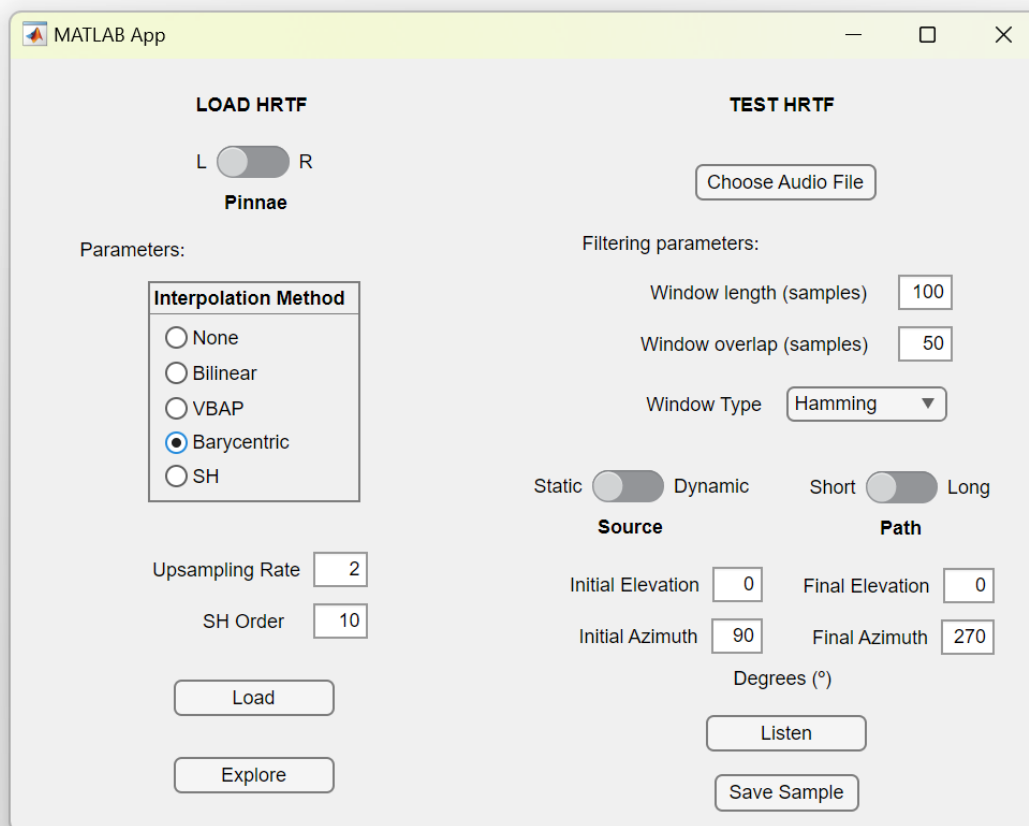 MATLAB App
LOAD HRTF
L R
Pinnae
Parameters:
Interpolation Method
None
Bilinear
VBAP
Barycentric
SH
Upsampling Rate 2
SH Order 10
Load
Explore
TEST HRTF
Choose Audio File
Filtering parameters:
Window length (samples) 100
Window overlap (samples) 50
Window Type Hamming
Static Dynamic
Source
Short Long
Path
Initial Elevation 0 Final Elevation 0
Initial Azimuth 90 Final Azimuth 270
Degrees (º)
Listen
Save Sample